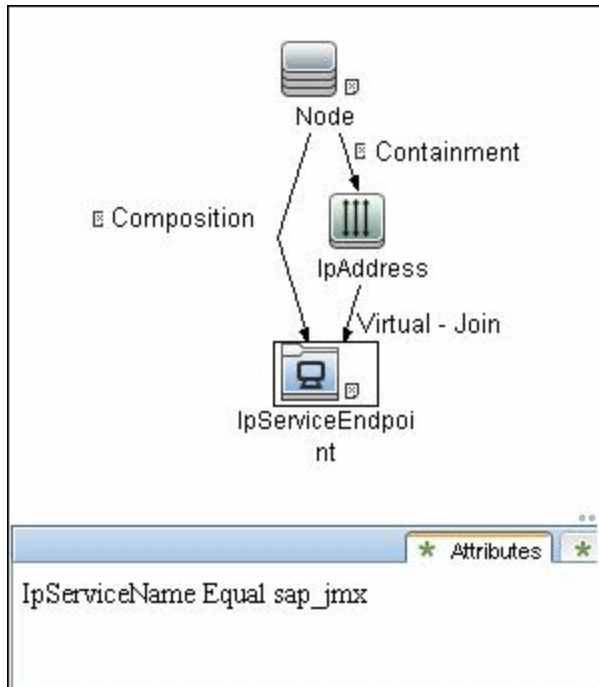 Node
Containment
Composition
IpAddress
Virtual - Join
IpServiceEndpoi
nt
Attributes
IpServiceName Equal sap_jmx